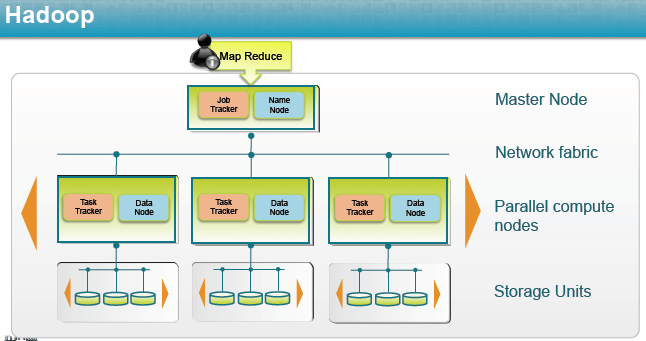 Hadoop
Map Reduce
Job
Tracker
Name
Node
Master Node
Network fabric
Task
Tracker
Data
Node
Task
Tracker
Data
Node
Task
Tracker
Data
Node
Parallel compute
nodes
Storage Units